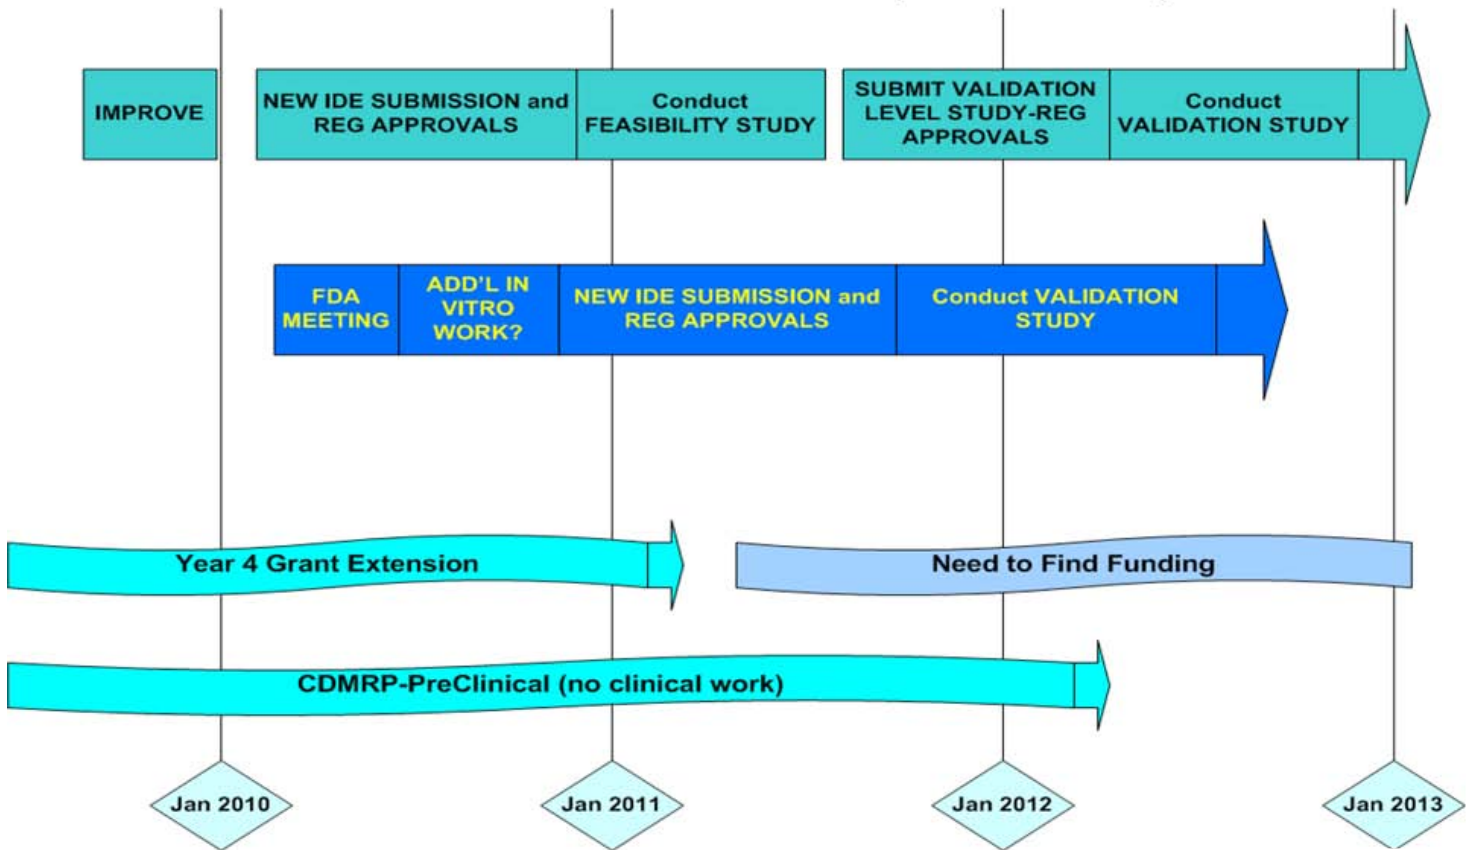 IMPROVE
NEW IDE SUBMISSION and
REG APPROVALS
Conduct
FEASIBILITY STUDY
SUBMIT VALIDATION
LEVEL STUDY-REG
APPROVALS
Conduct
VALIDATION STUDY
FDA
MEETING
ADD'L IN
VITRO
WORK?
NEW IDE SUBMISSION and
REG APPROVALS
Conduct VALIDATION
STUDY
Year 4 Grant Extension
Need to Find Funding
CDMRP-PreClinical (no clinical work)
Jan 2010
Jan 2011
Jan 2012
Jan 2013